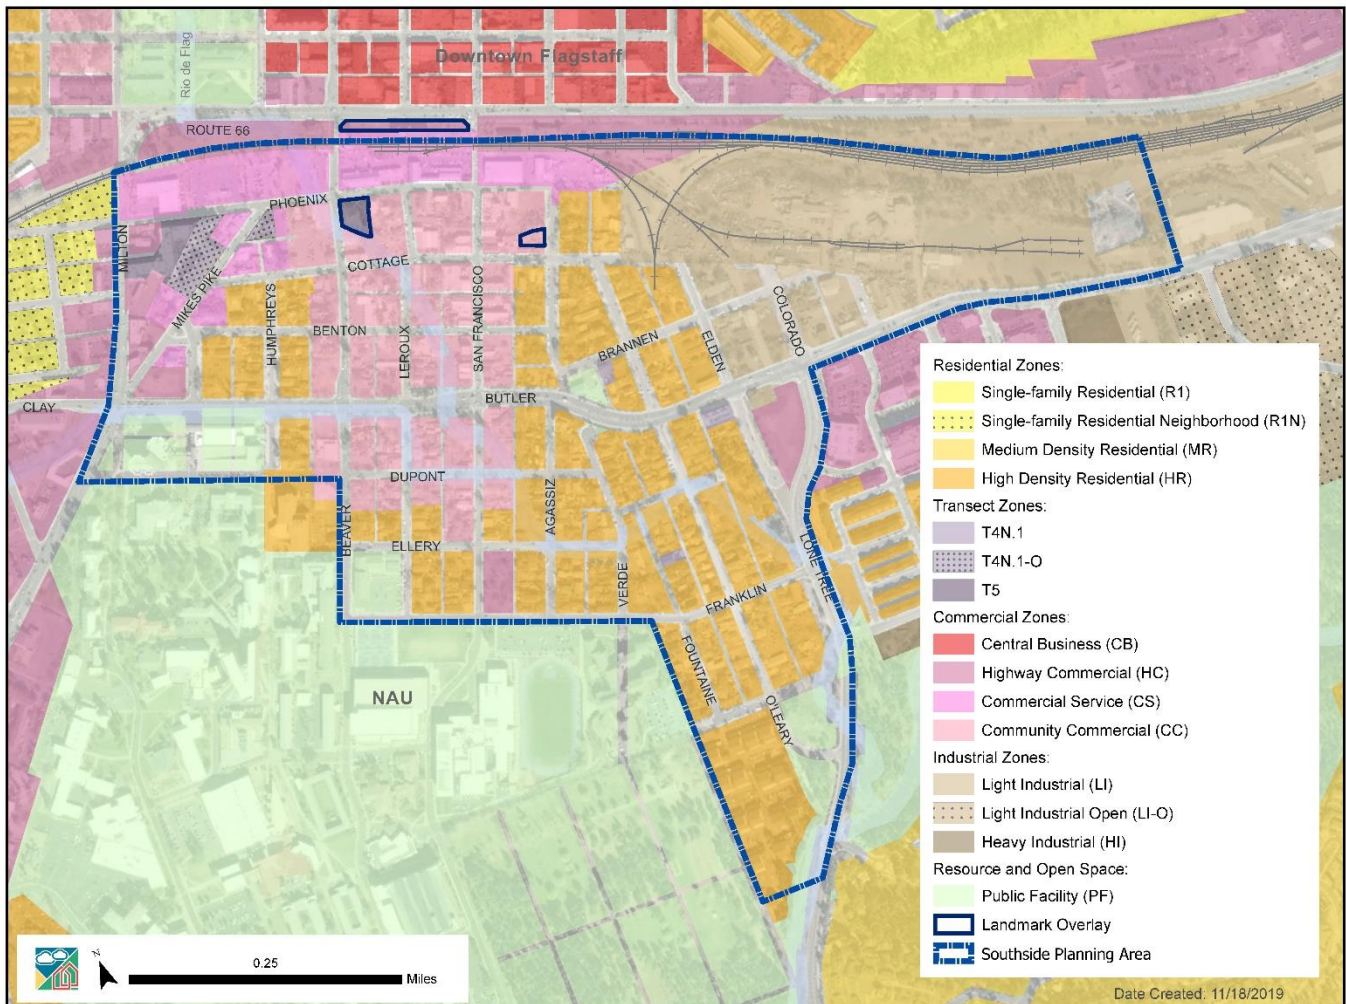 Downtown Flagstaff
Rio de Flag
ROUTE 66
PHOENIX
MILTON
COTTAGE
MIKES PIKE
HUMPHREYS
BENTON
LEROUX
SAN FRANCISCO
BRANNEN
ELDEN
COLORADO
CLAY
BUTLER
DUPONT
BEAVER
AGASSIZ
ELLERY
VERDE
FRANKLIN
LONE TREE
FOUNTAINE
O'LEARY
NAU
Residential Zones:
Single-family Residential (R1)
Single-family Residential Neighborhood (R1N)
Medium Density Residential (MR)
High Density Residential (HR)
Transect Zones:
T4N.1
T4N.1-O
T5
Commercial Zones:
Central Business (CB)
Highway Commercial (HC)
Commercial Service (CS)
Community Commercial (CC)
Industrial Zones:
Light Industrial (LI)
Light Industrial Open (LI-O)
Heavy Industrial (HI)
Resource and Open Space:
Public Facility (PF)
Landmark Overlay
Southside Planning Area
N
0.25
Miles
Date Created: 11/18/2019